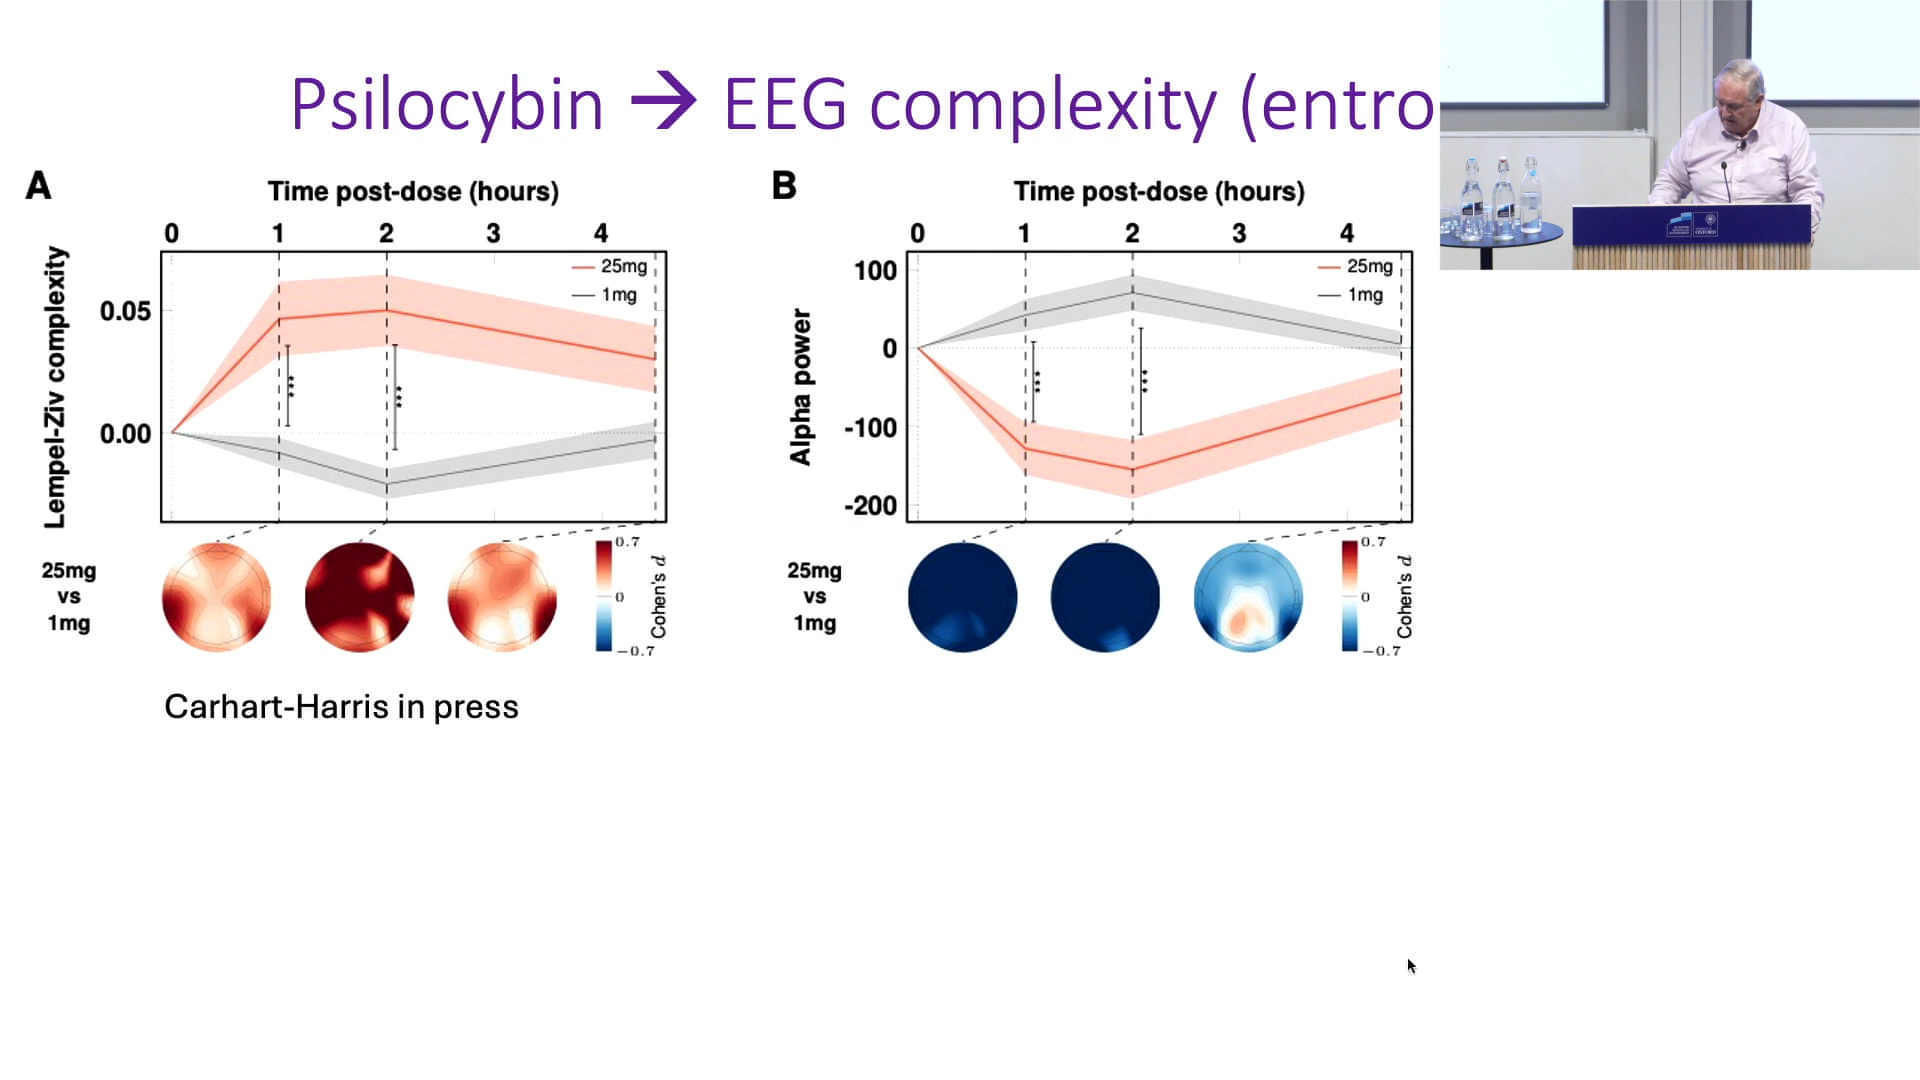 Psilocybin → EEG complexity (entro
A
Time post-dose (hours)
0 1 2 3 4
Lempel-Ziv complexity
0.05
0.00
25mg
1mg
***
***
25mg
vs
1mg
0.7
0
−0.7
Cohen's d
B
Time post-dose (hours)
0 1 2 3 4
Alpha power
100
0
-100
-200
25mg
1mg
***
***
25mg
vs
1mg
0.7
0
−0.7
Cohen's d
Carhart-Harris in press
OXFORD